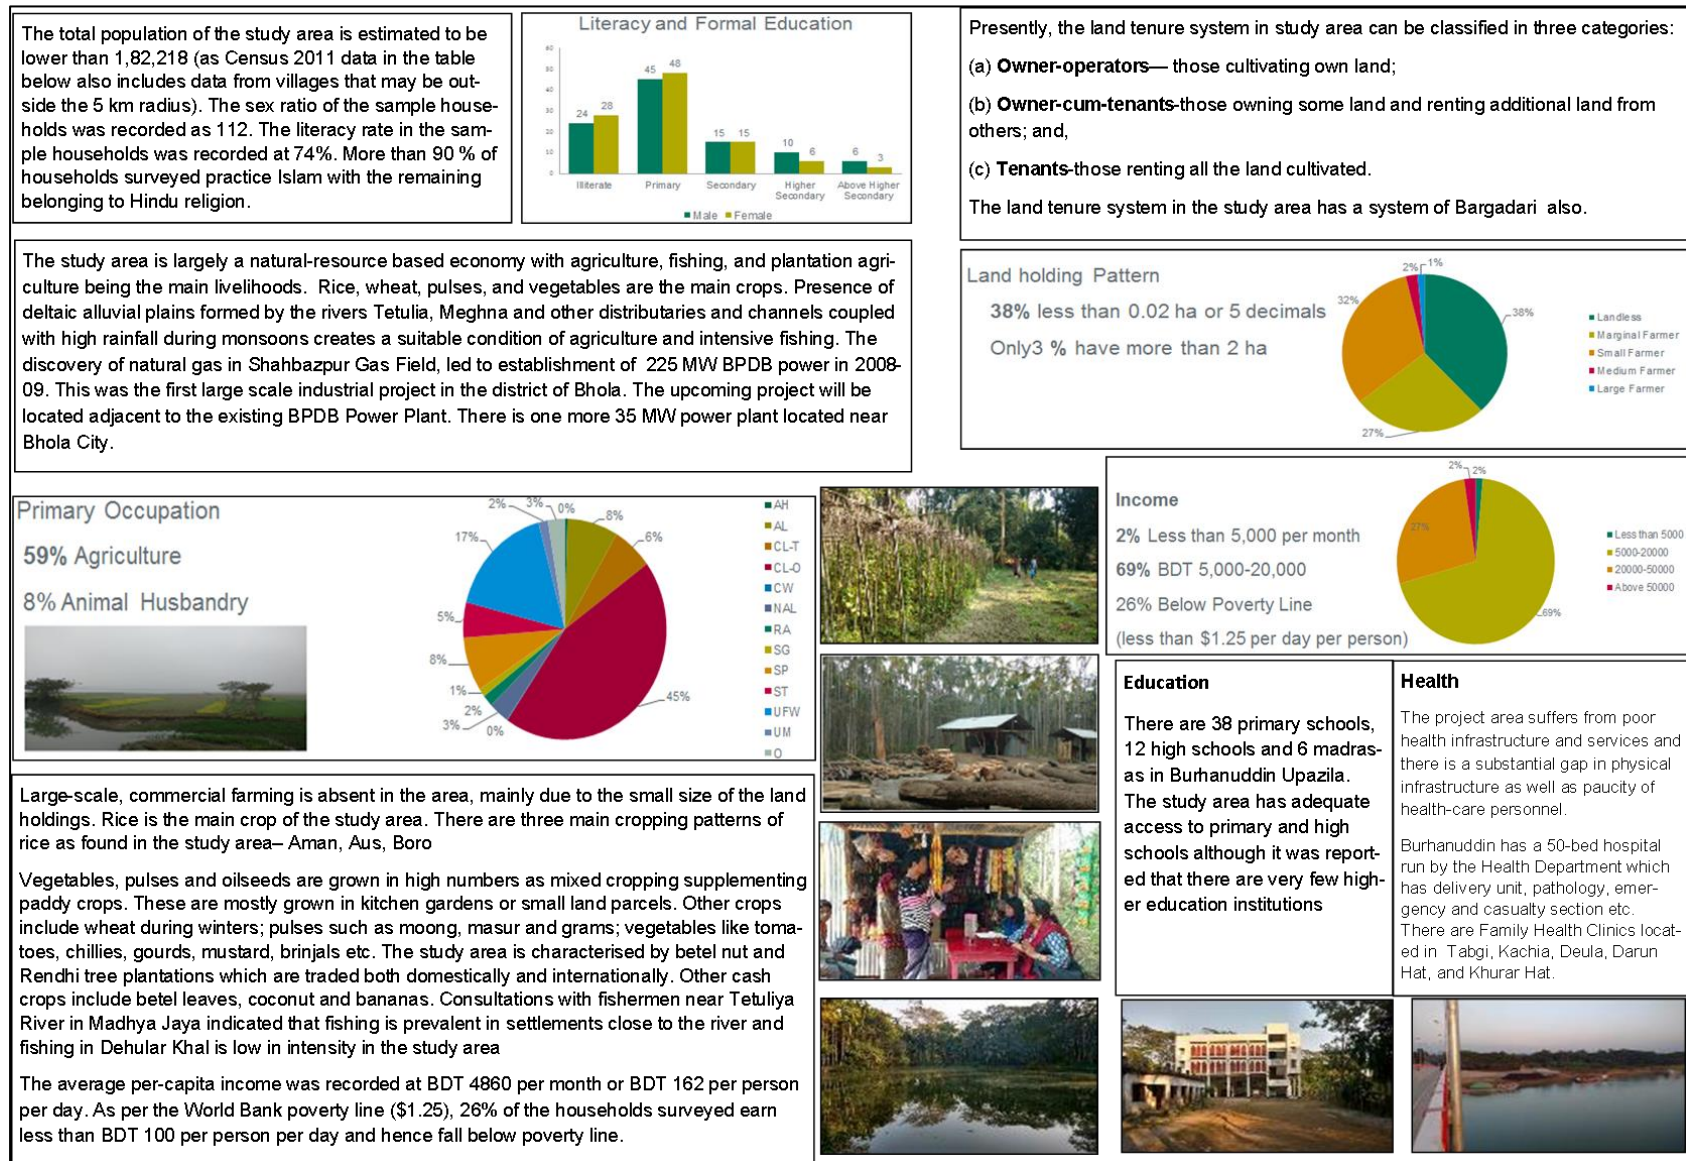 The total population of the study area is estimated to be
lower than 1,82,218 (as Census 2011 data in the table
below also includes data from villages that may be out-
side the 5 km radius). The sex ratio of the sample house-
holds was recorded as 112. The literacy rate in the sam-
ple households was recorded at 74%. More than 90 % of
households surveyed practice Islam with the remaining
belonging to Hindu religion.
Literacy and Formal Education
60
50
40
30
20
10
0
24 28
45 48
15 15
10 6
6 3
Illiterate Primary Secondary Higher Secondary Above Higher Secondary
Male Female
Presently, the land tenure system in study area can be classified in three categories:
(a) Owner-operators— those cultivating own land;
(b) Owner-cum-tenants-those owning some land and renting additional land from
others; and,
(c) Tenants-those renting all the land cultivated.
The land tenure system in the study area has a system of Bargadari also.
The study area is largely a natural-resource based economy with agriculture, fishing, and plantation agri-
culture being the main livelihoods. Rice, wheat, pulses, and vegetables are the main crops. Presence of
deltaic alluvial plains formed by the rivers Tetulia, Meghna and other distributaries and channels coupled
with high rainfall during monsoons creates a suitable condition of agriculture and intensive fishing. The
discovery of natural gas in Shahbazpur Gas Field, led to establishment of 225 MW BPDB power in 2008-
09. This was the first large scale industrial project in the district of Bhola. The upcoming project will be
located adjacent to the existing BPDB Power Plant. There is one more 35 MW power plant located near
Bhola City.
Land holding Pattern
38% less than 0.02 ha or 5 decimals
Only3 % have more than 2 ha
2% 1%
32%
38%
27%
Landless
Marginal Farmer
Small Farmer
Medium Farmer
Large Farmer
Primary Occupation
59% Agriculture
8% Animal Husbandry
2% 3% 0%
8%
17%
6%
5%
8%
1%
2%
3%
0%
45%
AH
AL
CL-T
CL-O
CW
NAL
RA
SG
SP
ST
UFW
UM
O
Income
2% Less than 5,000 per month
69% BDT 5,000-20,000
26% Below Poverty Line
(less than $1.25 per day per person)
2% 2%
27%
69%
Less than 5000
5000-20000
20000-50000
Above 50000
Large-scale, commercial farming is absent in the area, mainly due to the small size of the land
holdings. Rice is the main crop of the study area. There are three main cropping patterns of
rice as found in the study area– Aman, Aus, Boro
Vegetables, pulses and oilseeds are grown in high numbers as mixed cropping supplementing
paddy crops. These are mostly grown in kitchen gardens or small land parcels. Other crops
include wheat during winters; pulses such as moong, masur and grams; vegetables like toma-
toes, chillies, gourds, mustard, brinjals etc. The study area is characterised by betel nut and
Rendhi tree plantations which are traded both domestically and internationally. Other cash
crops include betel leaves, coconut and bananas. Consultations with fishermen near Tetuliya
River in Madhya Jaya indicated that fishing is prevalent in settlements close to the river and
fishing in Dehular Khal is low in intensity in the study area
The average per-capita income was recorded at BDT 4860 per month or BDT 162 per person
per day. As per the World Bank poverty line ($1.25), 26% of the households surveyed earn
less than BDT 100 per person per day and hence fall below poverty line.
Education
There are 38 primary schools,
12 high schools and 6 madras-
as in Burhanuddin Upazila.
The study area has adequate
access to primary and high
schools although it was report-
ed that there are very few high-
er education institutions
Health
The project area suffers from poor
health infrastructure and services and
there is a substantial gap in physical
infrastructure as well as paucity of
health-care personnel.
Burhanuddin has a 50-bed hospital
run by the Health Department which
has delivery unit, pathology, emer-
gency and casualty section etc.
There are Family Health Clinics locat-
ed in Tabgi, Kachia, Deula, Darun
Hat, and Khurar Hat.